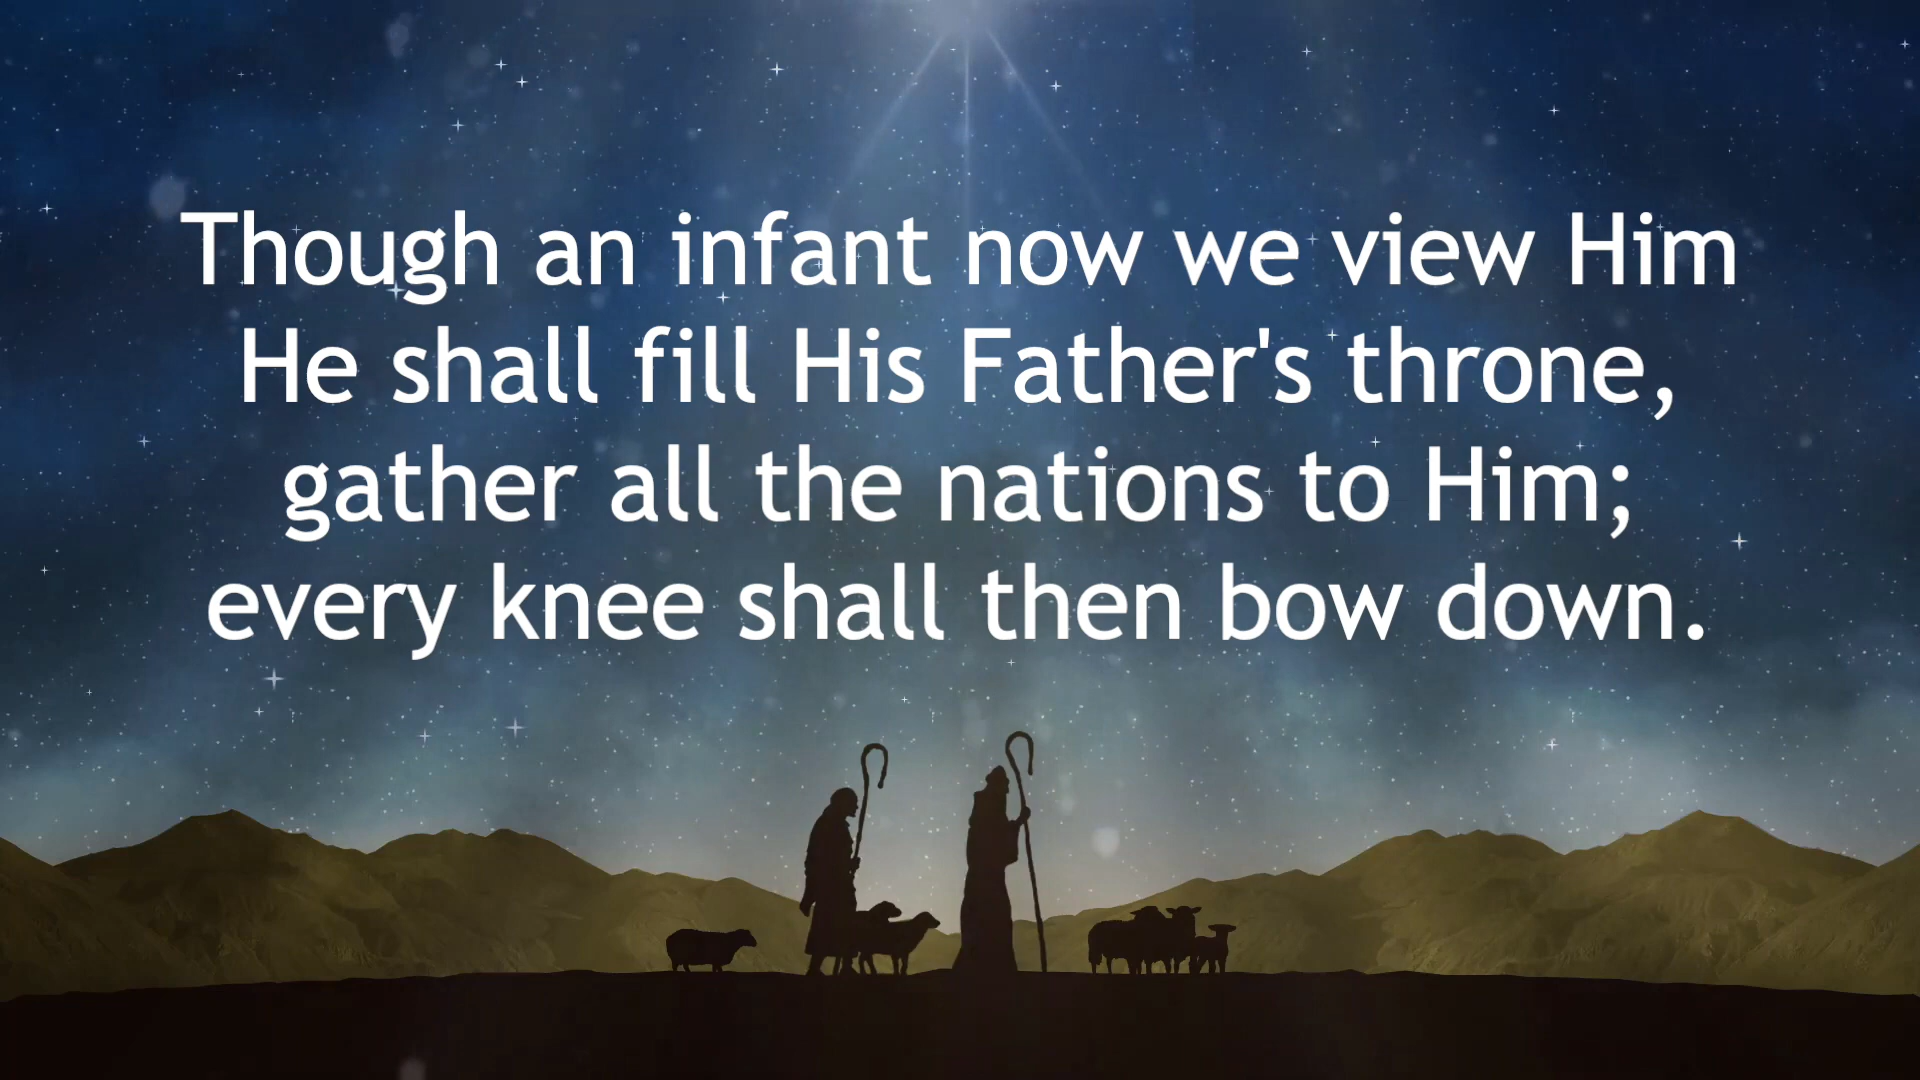 Though an infant now we view Him
He shall fill His Father's throne,
gather all the nations to Him;
every knee shall then bow down.